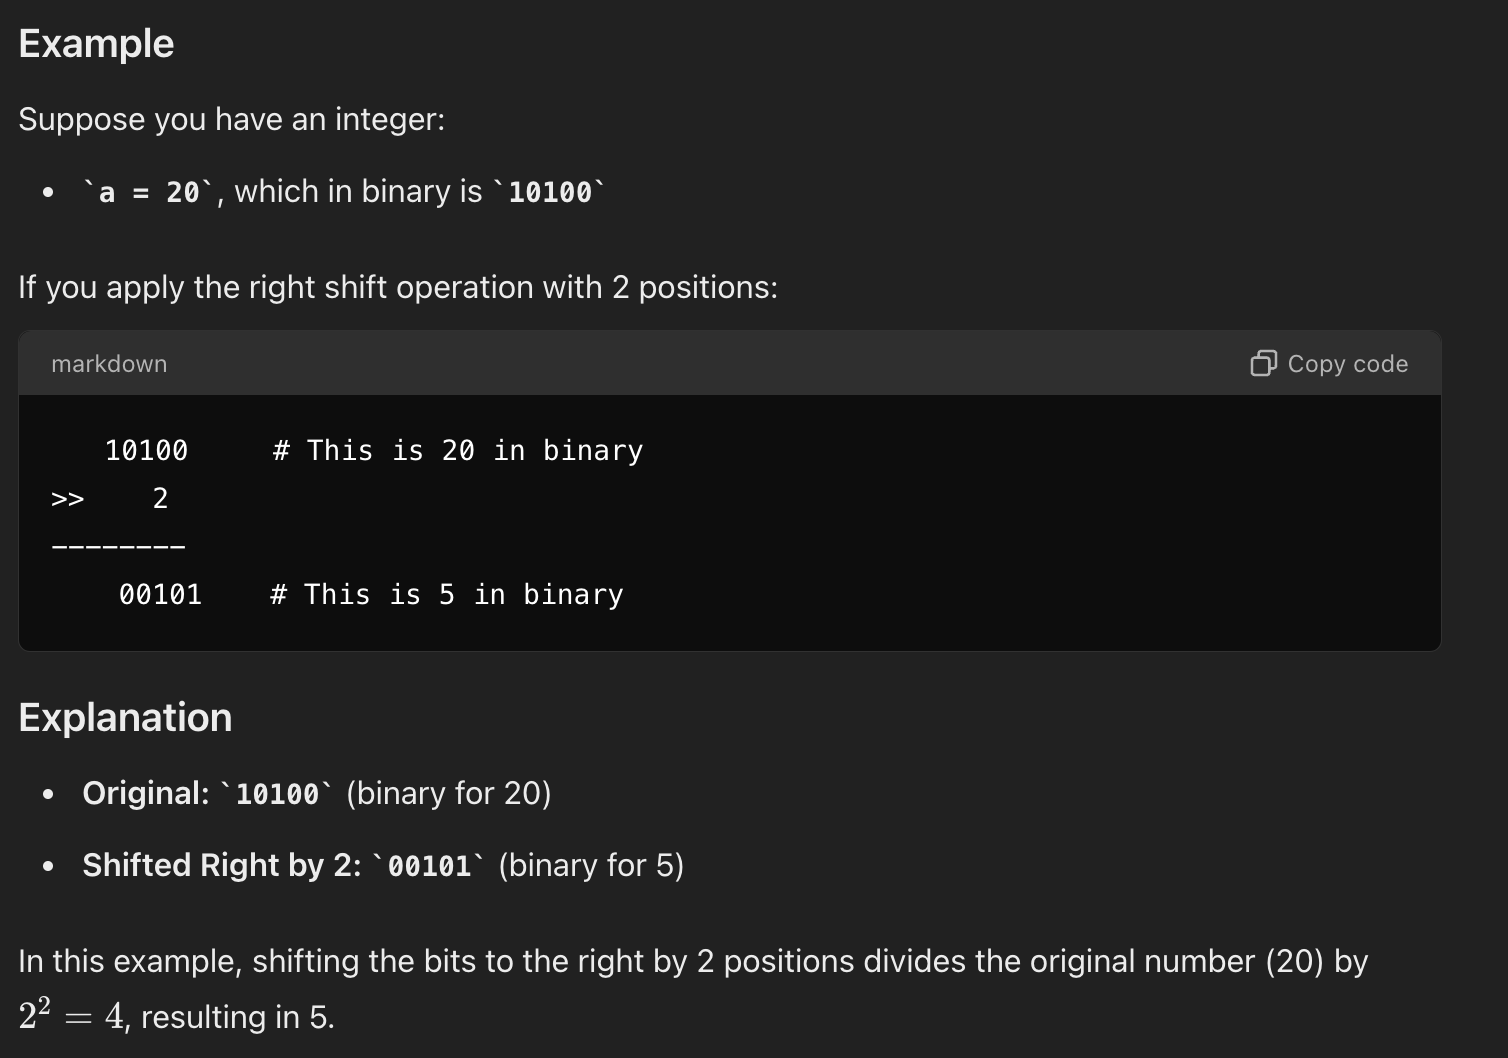 Example
Suppose you have an integer:
• `a = 20`, which in binary is `10100`
If you apply the right shift operation with 2 positions:
markdown Copy code
10100 # This is 20 in binary
>> 2
--------
00101 # This is 5 in binary
Explanation
• Original: `10100` (binary for 20)
• Shifted Right by 2: `00101` (binary for 5)
In this example, shifting the bits to the right by 2 positions divides the original number (20) by
2² = 4, resulting in 5.